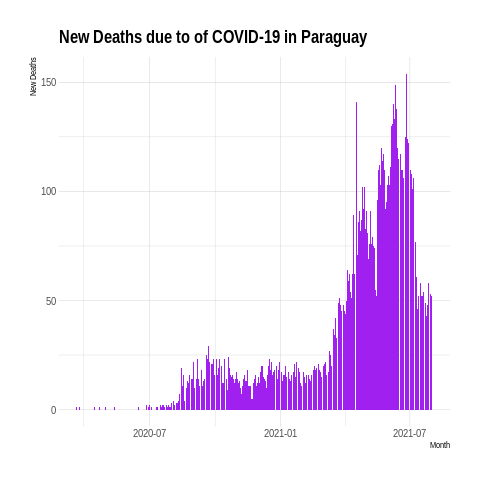 New Deaths due to of COVID-19 in Paraguay
New Deaths
150
100
50
0
2020-07
2021-01
2021-07
Month